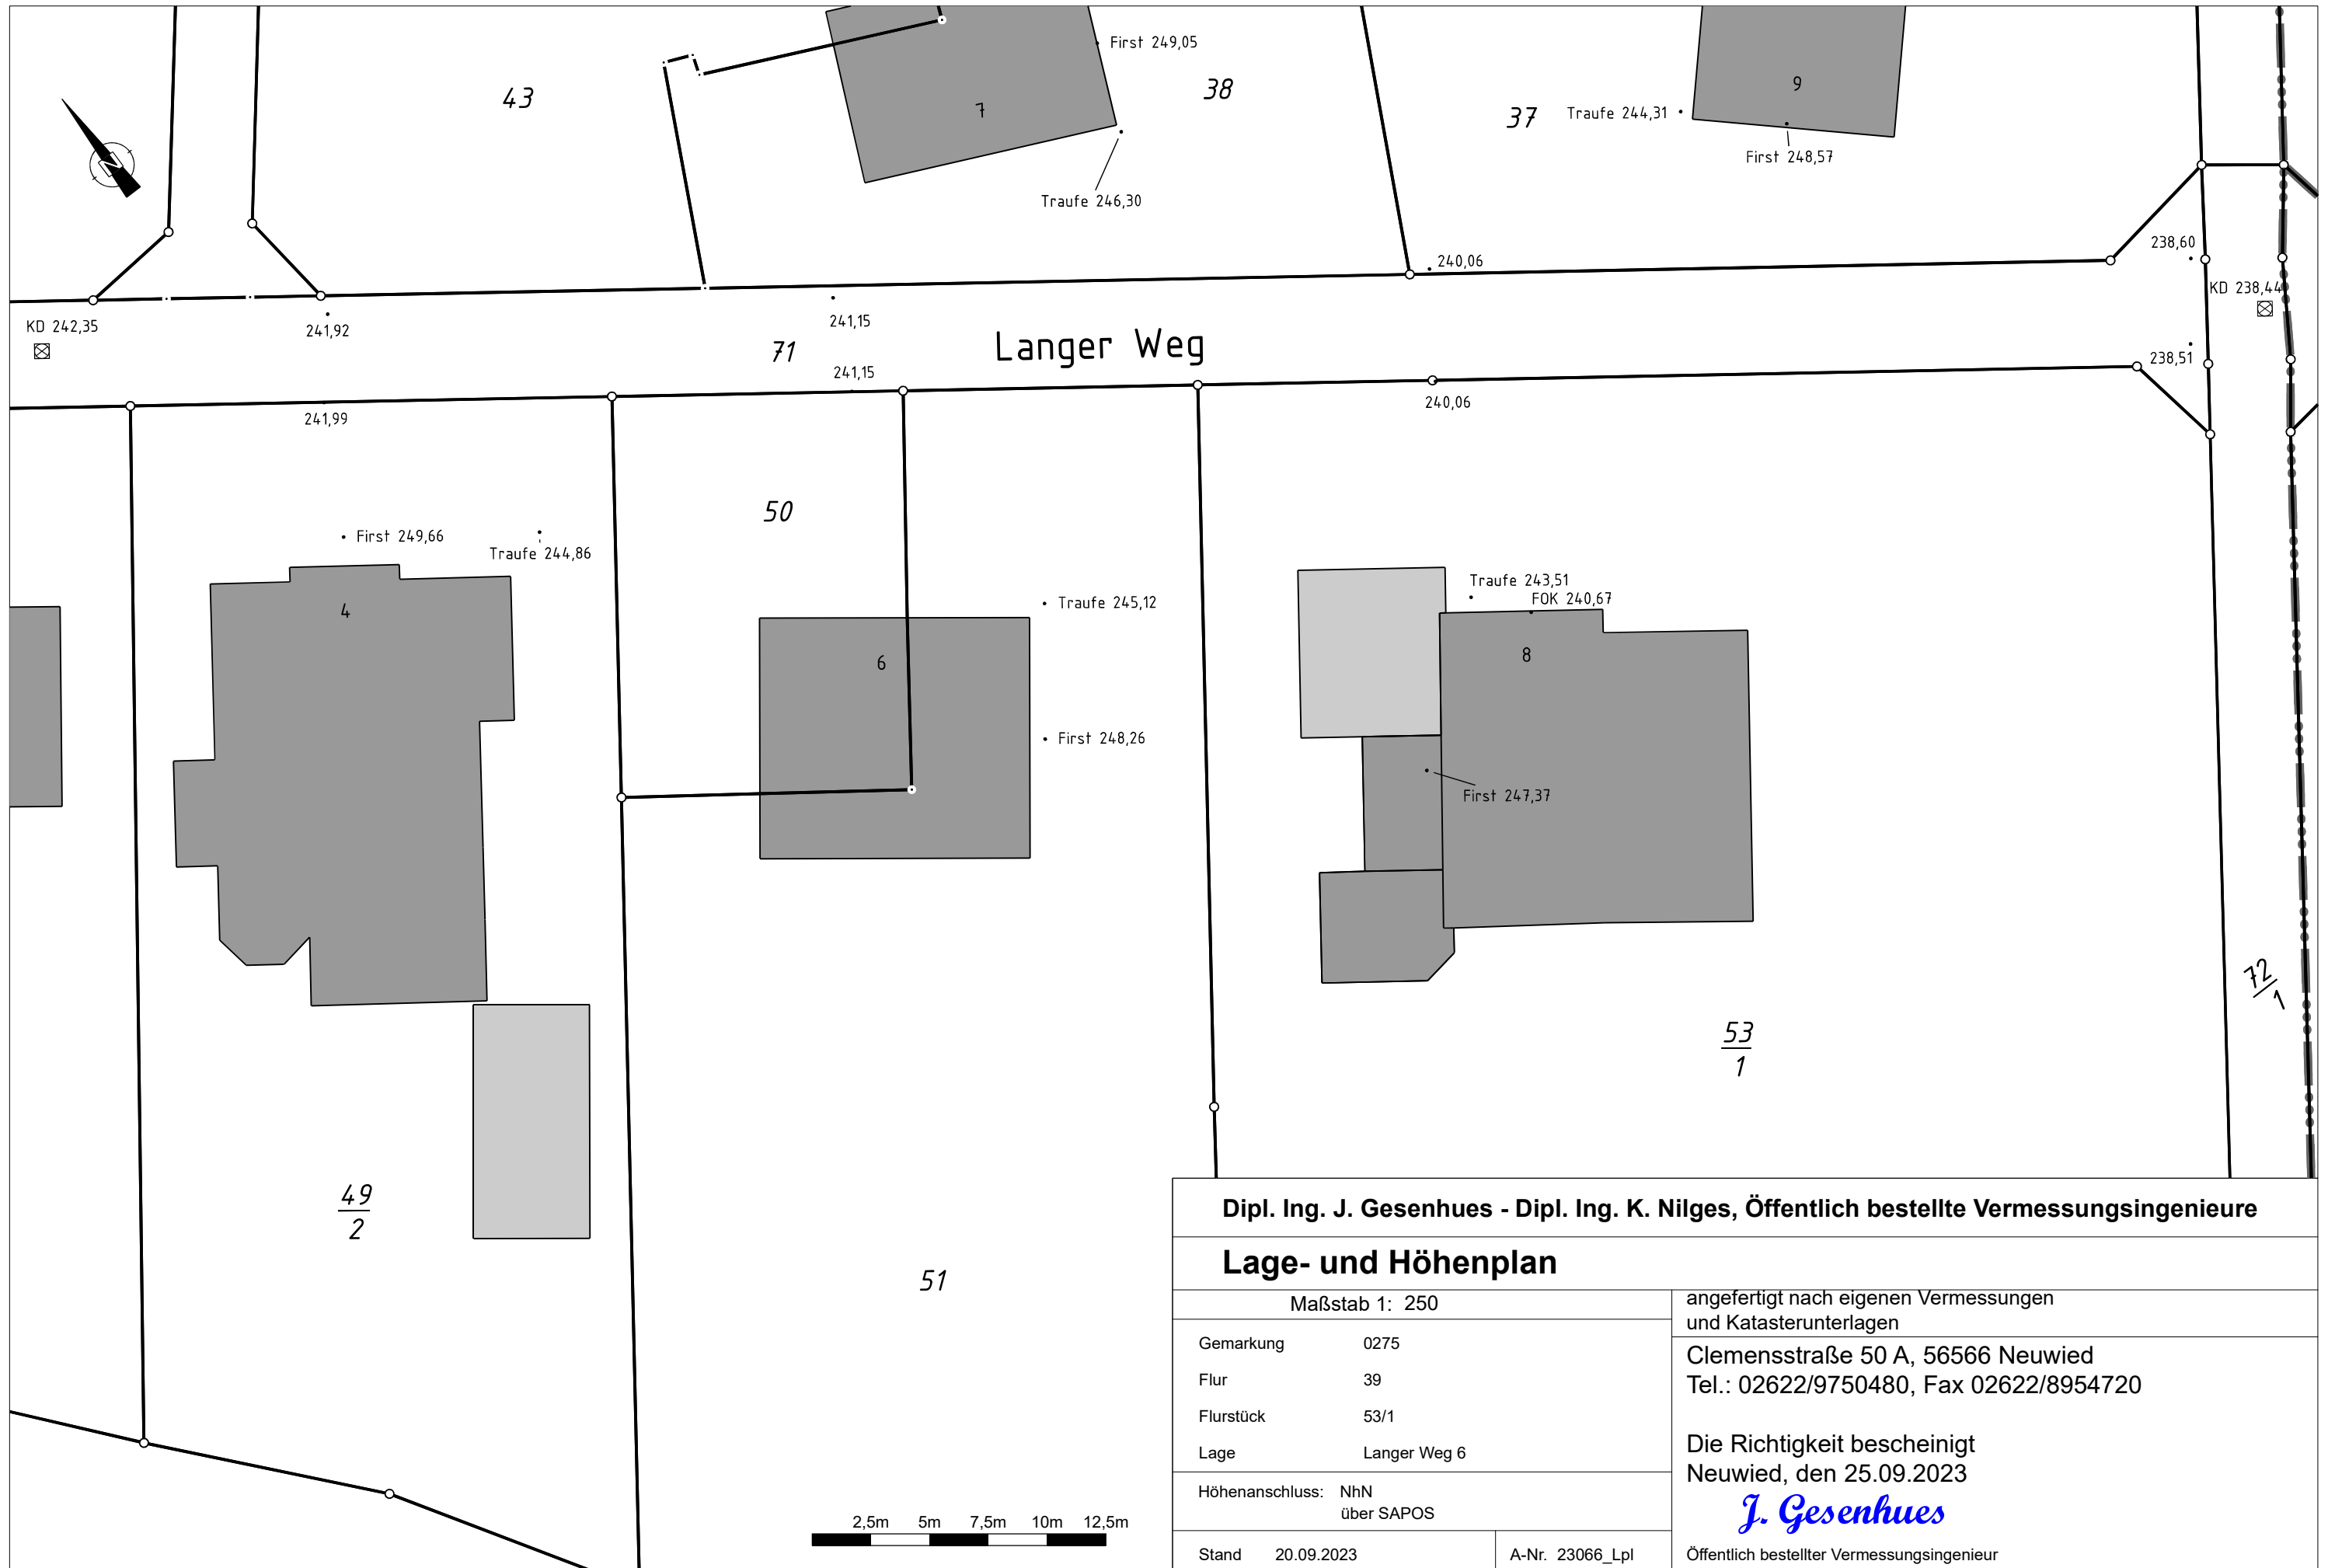 First 249,05
43
38
7
9
37
Traufe 244,31
First 248,57
N
Traufe 246,30
238,60
240,06
KD 238,44
KD 242,35
241,92
241,15
71
Langer Weg
238,51
241,15
240,06
241,99
50
First 249,66
Traufe 244,86
4
Traufe 245,12
6
First 248,26
Traufe 243,51
FOK 240,67
8
First 247,37
72
1
53
1
49
2
51
Dipl. Ing. J. Gesenhues - Dipl. Ing. K. Nilges, Öffentlich bestellte Vermessungsingenieure
Lage- und Höhenplan
Maßstab 1: 250
angefertigt nach eigenen Vermessungen
und Katasterunterlagen
Gemarkung 0275
Flur 39
Flurstück 53/1
Lage Langer Weg 6
Clemensstraße 50 A, 56566 Neuwied
Tel.: 02622/9750480, Fax 02622/8954720
Die Richtigkeit bescheinigt
Neuwied, den 25.09.2023
J. Gesenhues
Öffentlich bestellter Vermessungsingenieur
Höhenanschluss: NhN
über SAPOS
Stand 20.09.2023
A-Nr. 23066_Lpl
2,5m 5m 7,5m 10m 12,5m